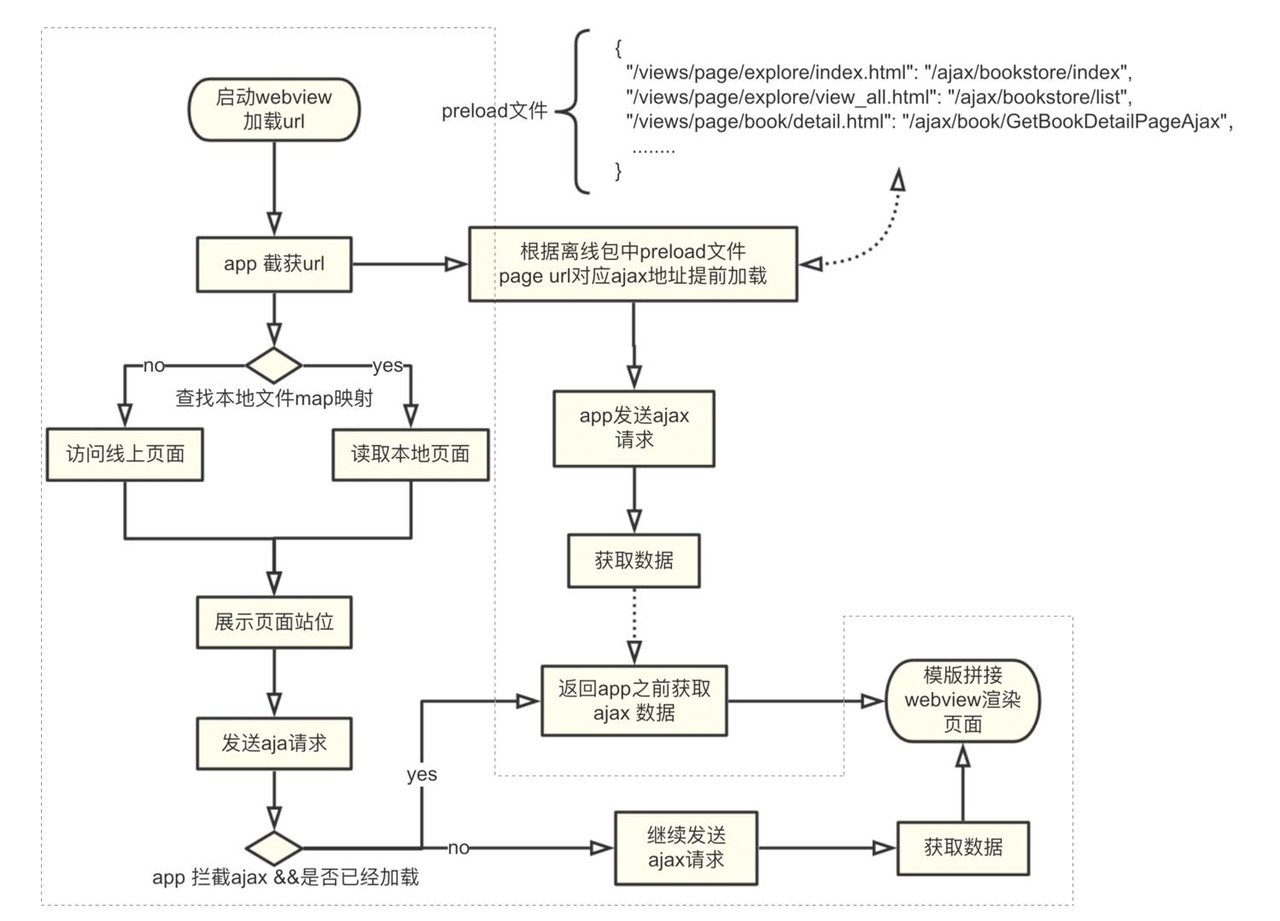 启动webview
加载url
preload文件
{
"/views/page/explore/index.html": "/ajax/bookstore/index",
"/views/page/explore/view_all.html": "/ajax/bookstore/list",
"/views/page/book/detail.html": "/ajax/book/GetBookDetailPageAjax",
........
}
app 截获url
根据离线包中preload文件
page url对应ajax地址提前加载
no
yes
查找本地文件map映射
访问线上页面
读取本地页面
app发送ajax
请求
获取数据
展示页面站位
返回app之前获取
ajax 数据
模版拼接
webview渲染
页面
发送aja请求
yes
no
继续发送
ajax请求
获取数据
app 拦截ajax &&是否已经加载